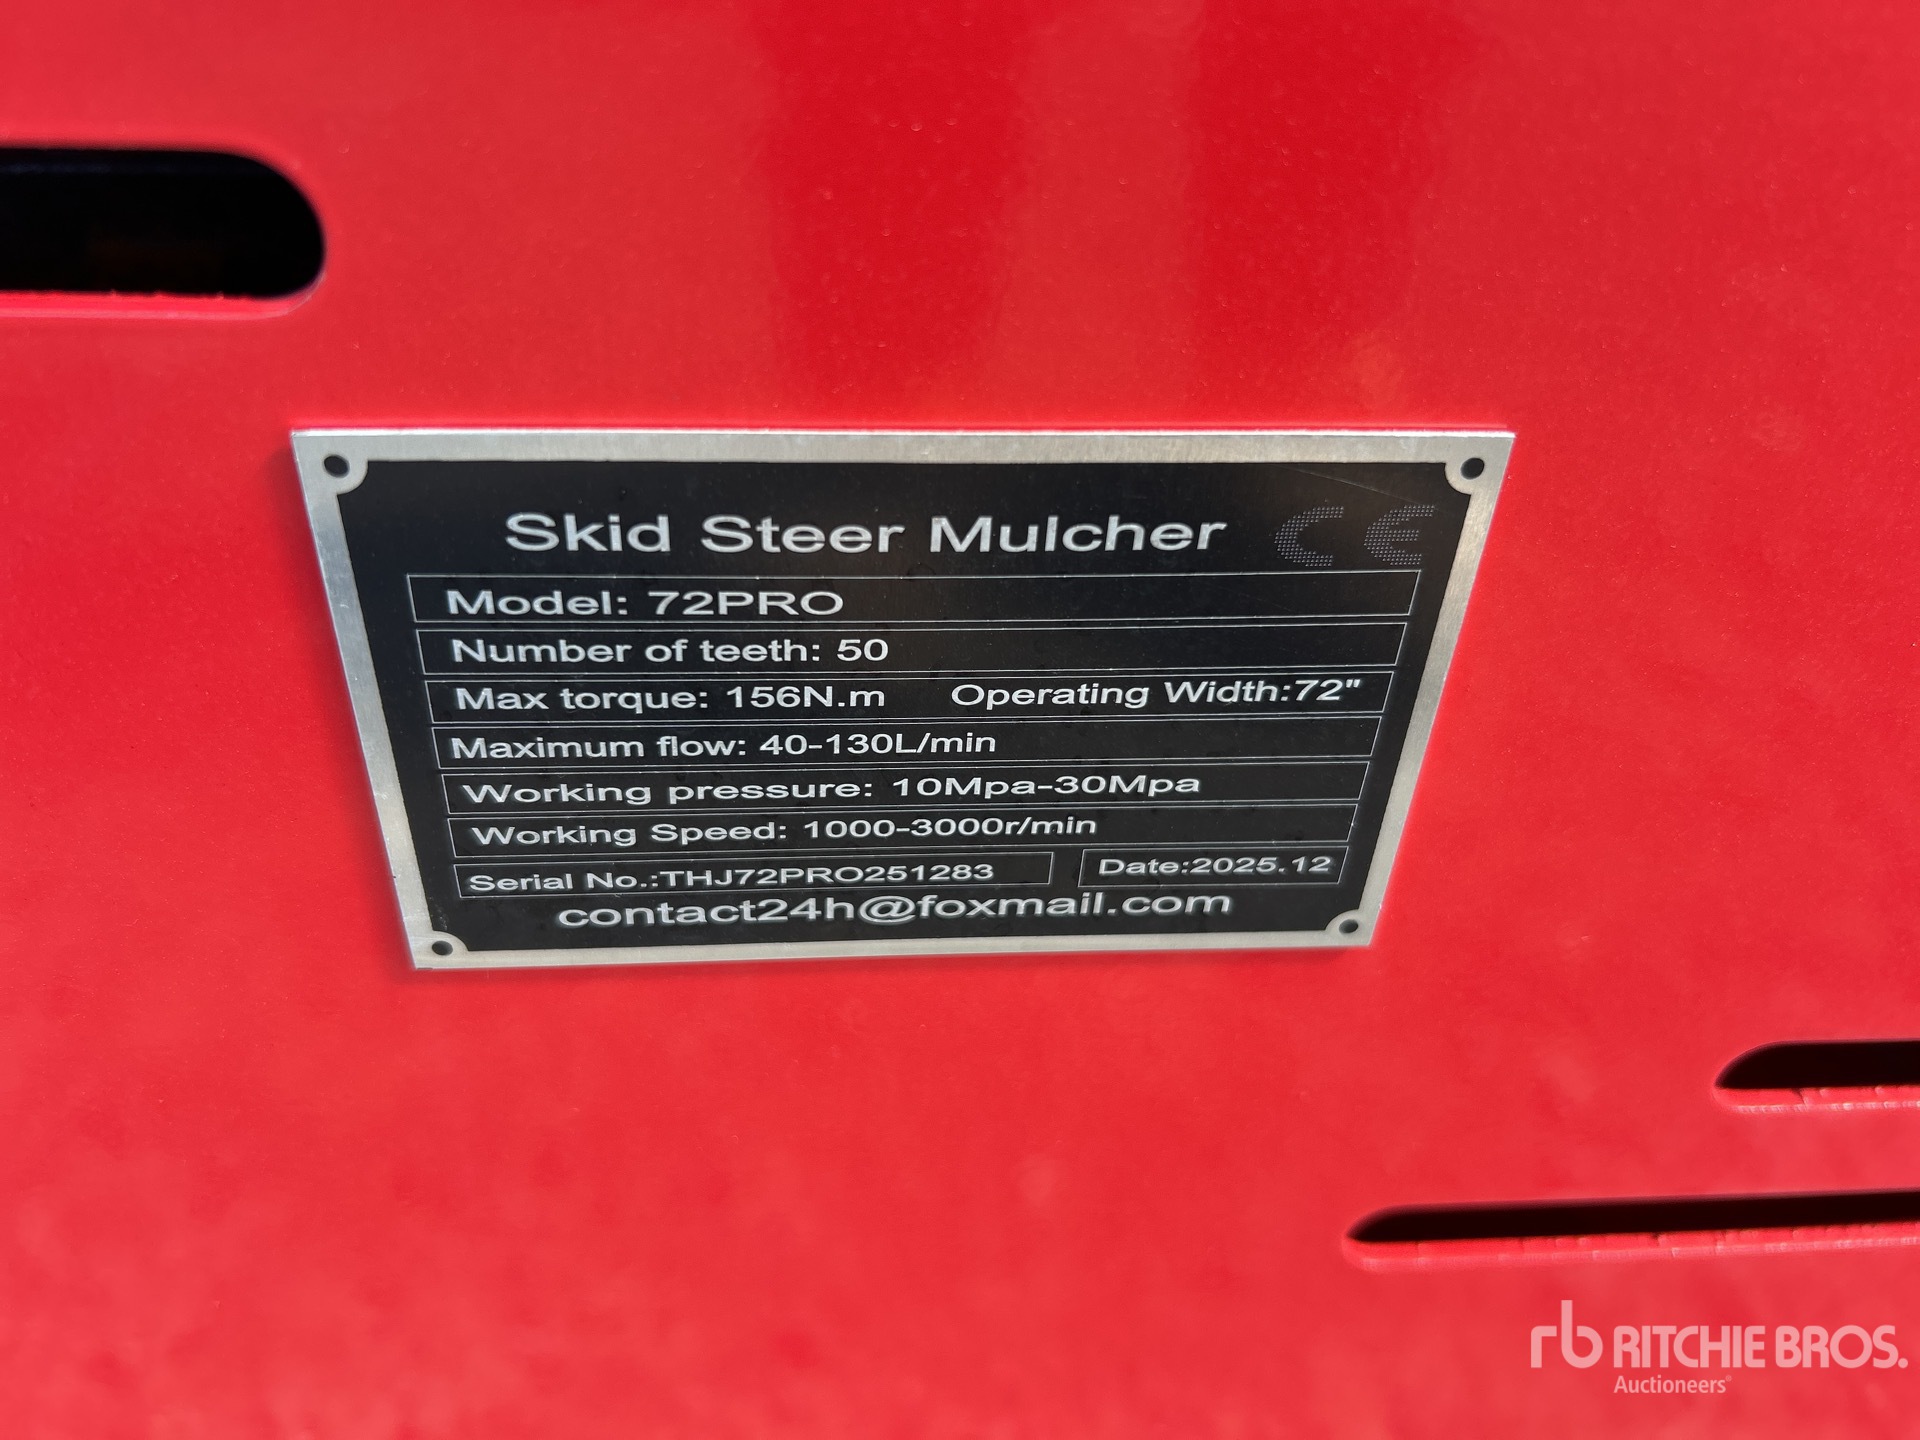 Skid Steer Mulcher CE
Model: 72PRO
Number of teeth: 50
Max torque: 156N.m Operating Width:72"
Maximum flow: 40-130L/min
Working pressure: 10Mpa-30Mpa
Working Speed: 1000-3000r/min
Serial No.:THJ72PRO251283 Date:2025.12
contact24h@foxmail.com
rb RITCHIE BROS.
Auctioneers®